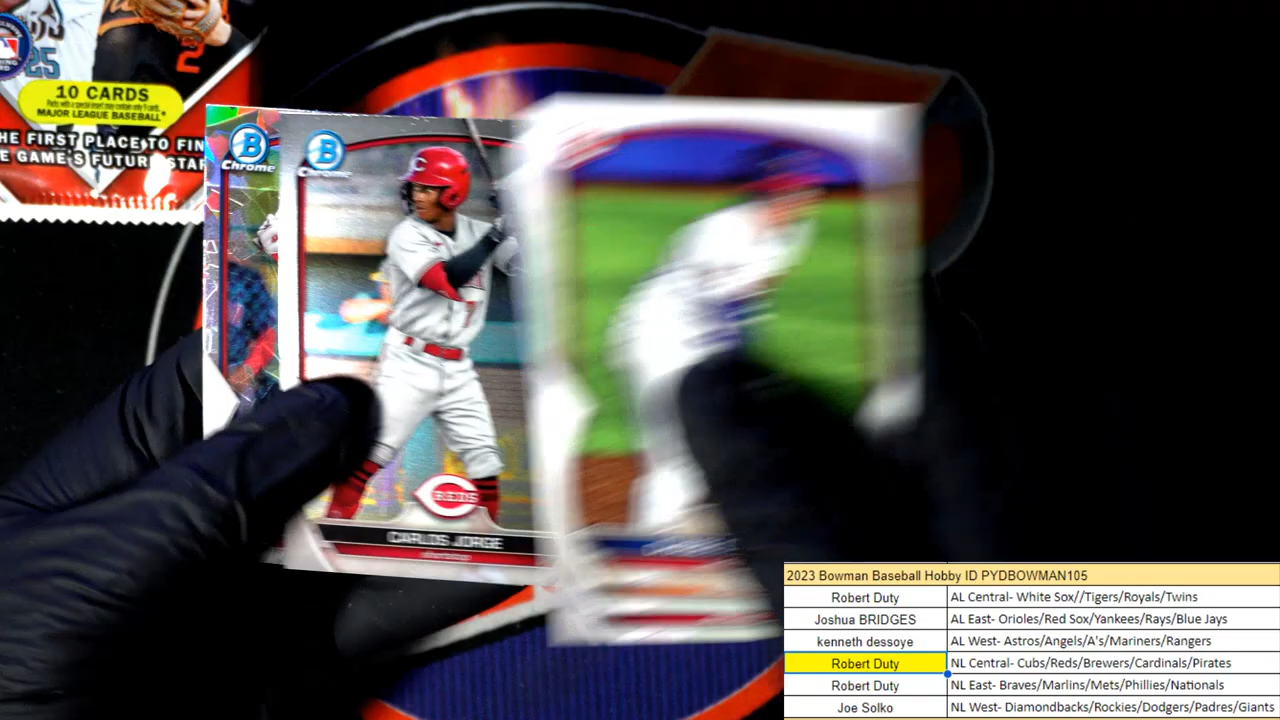 25
10 CARDS
MAJOR LEAGUE BASEBALL
HE FIRST PLACE TO FIN
E GAME'S FUTURE STAR
B
Chrome
B
Chrome
REDS
CARLOS JORGE
2023 Bowman Baseball Hobby ID PYDBOWMAN105
Robert Duty AL Central- White Sox//Tigers/Royals/Twins
Joshua BRIDGES AL East- Orioles/Red Sox/Yankees/Rays/Blue Jays
kenneth dessoye AL West- Astros/Angels/A's/Mariners/Rangers
Robert Duty NL Central- Cubs/Reds/Brewers/Cardinals/Pirates
Robert Duty NL East- Braves/Marlins/Mets/Phillies/Nationals
Joe Solko NL West- Diamondbacks/Rockies/Dodgers/Padres/Giants